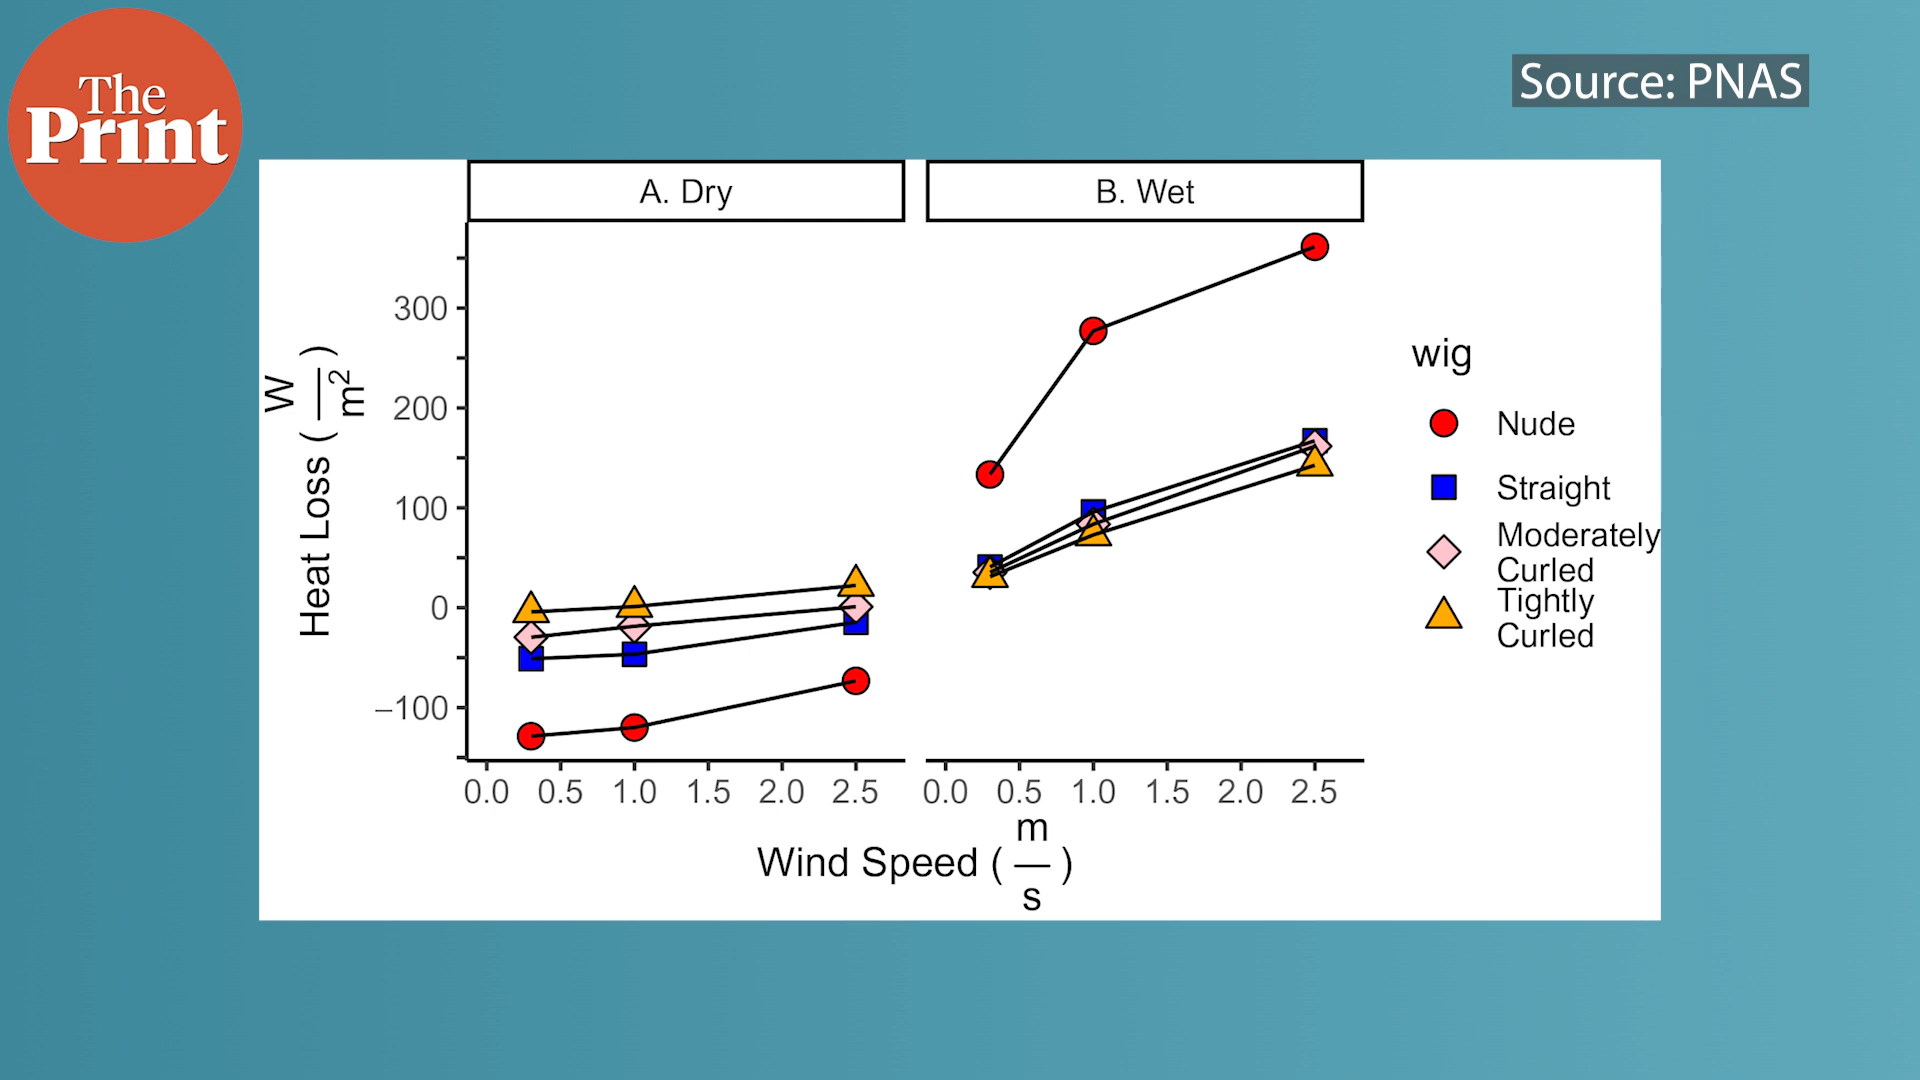 The
Print
Source: PNAS
A. Dry
B. Wet
Heat Loss ( W/m² )
300
200
100
0
−100
0.0 0.5 1.0 1.5 2.0 2.5
0.0 0.5 1.0 1.5 2.0 2.5
Wind Speed ( m/s )
wig
Nude
Straight
Moderately
Curled
Tightly
Curled